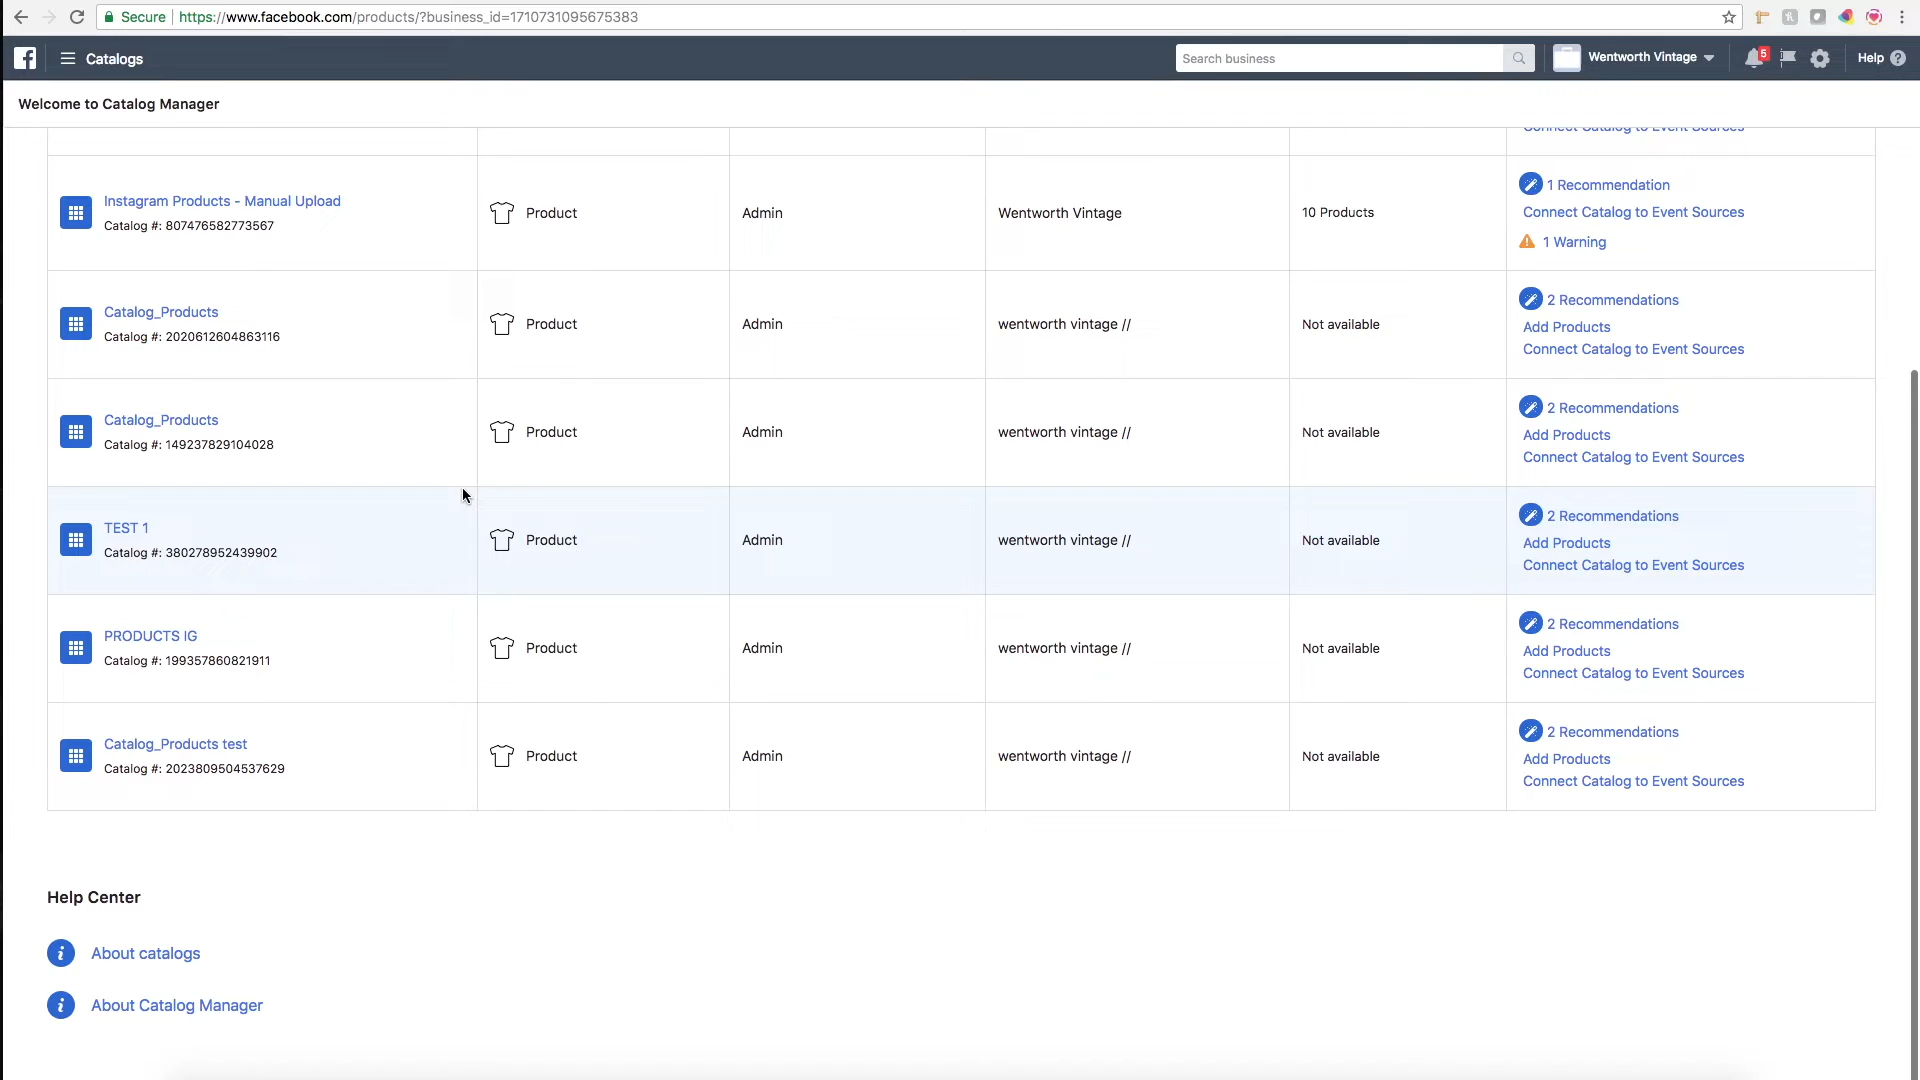 Secure https://www.facebook.com/products/?business_id=1710731095675383
Catalogs
Search business
Wentworth Vintage
5
Help ?
Welcome to Catalog Manager
Connect Catalog to Event Sources
Instagram Products - Manual Upload
Catalog #: 807476582773567
Product
Admin
Wentworth Vintage
10 Products
1 Recommendation
Connect Catalog to Event Sources
1 Warning
Catalog_Products
Catalog #: 2020612604863116
Product
Admin
wentworth vintage //
Not available
2 Recommendations
Add Products
Connect Catalog to Event Sources
Catalog_Products
Catalog #: 149237829104028
Product
Admin
wentworth vintage //
Not available
2 Recommendations
Add Products
Connect Catalog to Event Sources
TEST 1
Catalog #: 380278952439902
Product
Admin
wentworth vintage //
Not available
2 Recommendations
Add Products
Connect Catalog to Event Sources
PRODUCTS IG
Catalog #: 199357860821911
Product
Admin
wentworth vintage //
Not available
2 Recommendations
Add Products
Connect Catalog to Event Sources
Catalog_Products test
Catalog #: 2023809504537629
Product
Admin
wentworth vintage //
Not available
2 Recommendations
Add Products
Connect Catalog to Event Sources
Help Center
About catalogs
About Catalog Manager